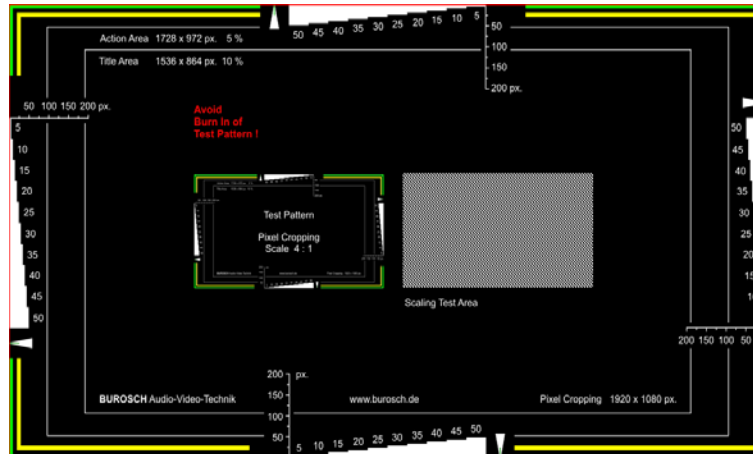 50 45 40 35 30 25 20 15 10 5
Action Area 1728 x 972 px. 5 %
Title Area 1536 x 864 px. 10 %
50
100
150
200 px.
50 100 150 200 px.
Avoid
Burn In of
Test Pattern !
5
10
15
20
25
30
35
40
45
50
Test Pattern
Pixel Cropping
Scale 4 : 1
Scaling Test Area
50
45
40
35
30
25
20
15
10
5
200 150 100 50
200 px.
150
100
50
BUROSCH Audio-Video-Technik
www.burosch.de
Pixel Cropping 1920 x 1080 px.
5 10 15 20 25 30 35 40 45 50